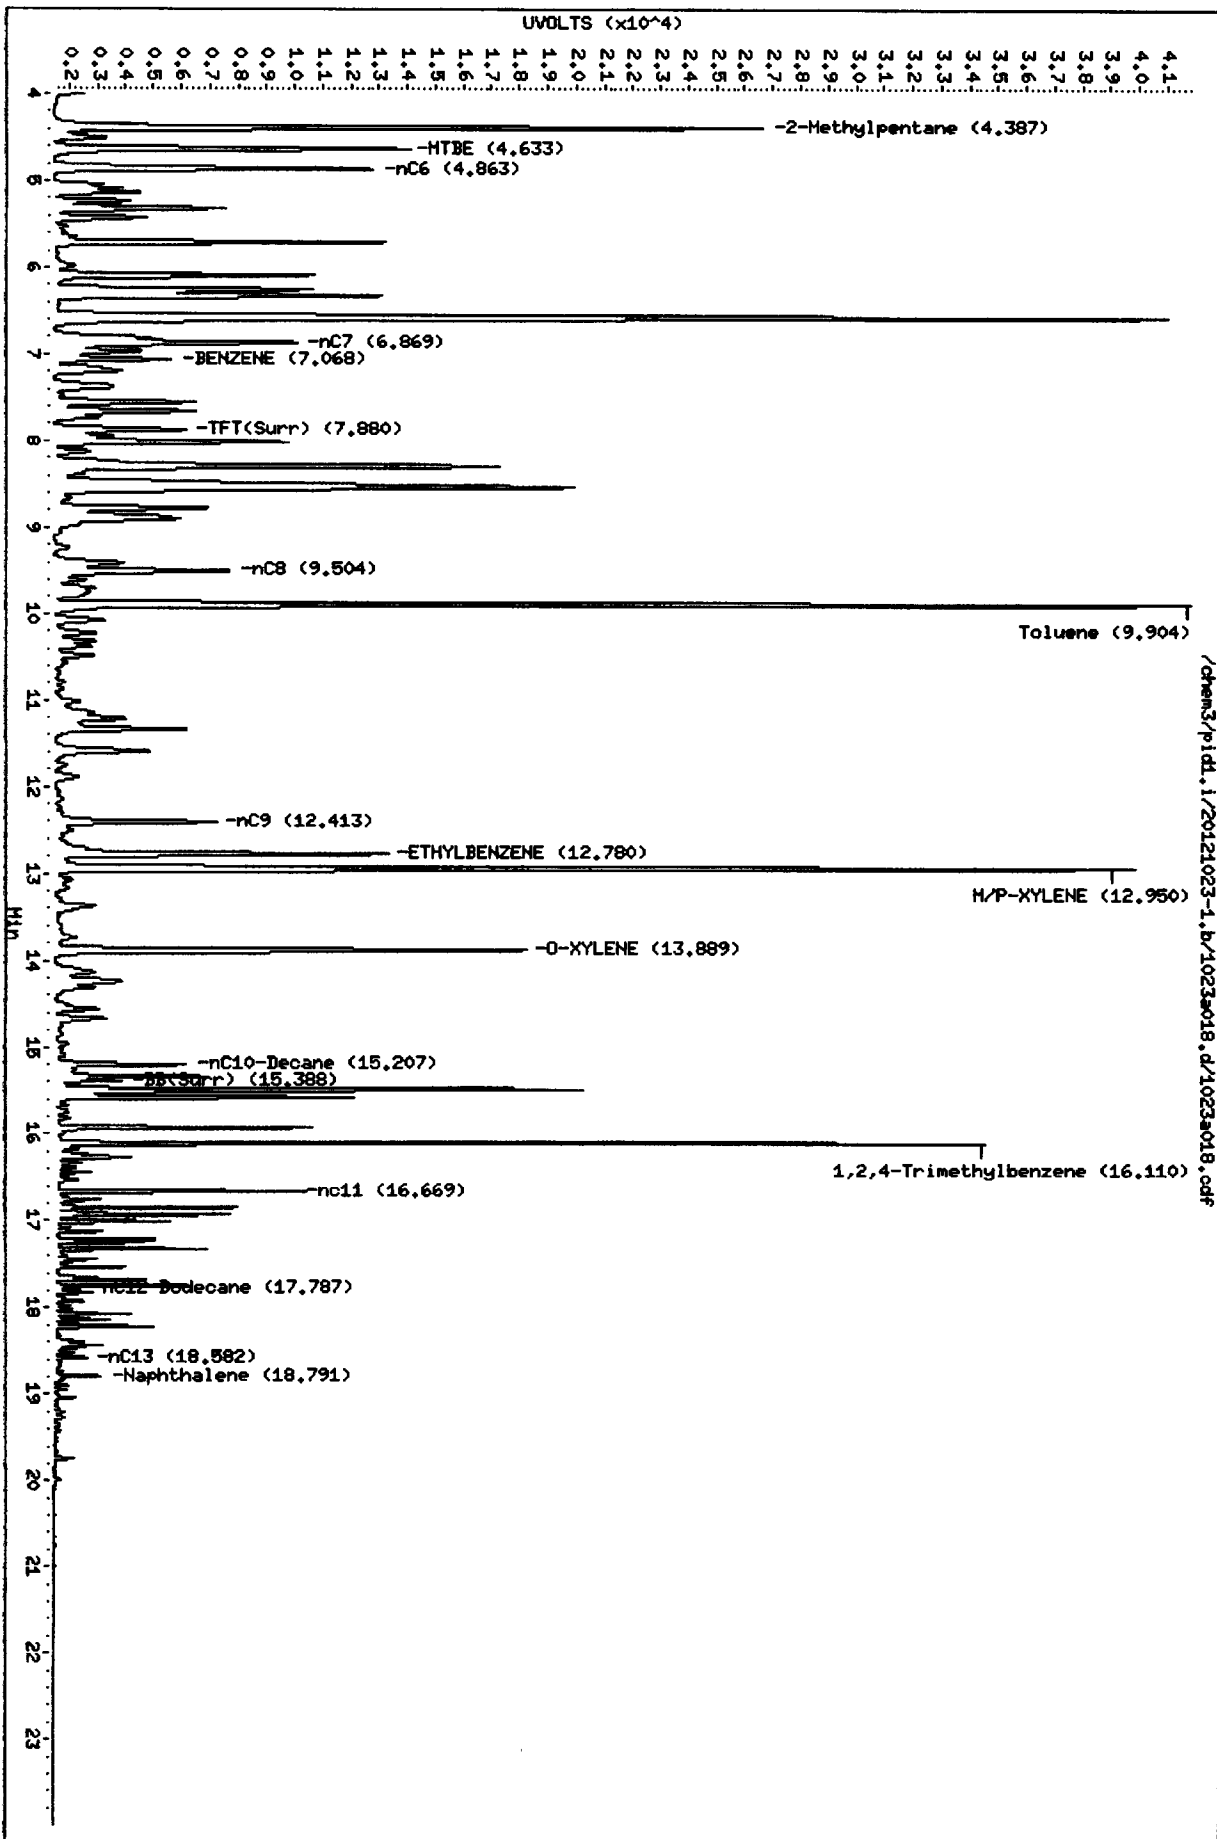 UVOLTS (x10^4)
0.2
0.3
0.4
0.5
0.6
0.7
0.8
0.9
1.0
1.1
1.2
1.3
1.4
1.5
1.6
1.7
1.8
1.9
2.0
2.1
2.2
2.3
2.4
2.5
2.6
2.7
2.8
2.9
3.0
3.1
3.2
3.3
3.4
3.5
3.6
3.7
3.8
3.9
4.0
4.1
4
-2-Methylpentane (4.387)
-MTBE (4.633)
-nC6 (4.863)
5
6
-nC7 (6.869)
7
-BENZENE (7.068)
-TFT(Surr) (7.880)
8
9
-nC8 (9.504)
10
Toluene (9.904)
/chem3/pid1.i/20121023-1.b/1023a018.d/1023a018.cdf
11
12
-nC9 (12.413)
-ETHYLBENZENE (12.780)
13
M/P-XYLENE (12.950)
Min
-O-XYLENE (13.889)
14
15
-nC10-Decane (15.207)
-BB(Surr) (15.388)
16
1,2,4-Trimethylbenzene (16.110)
-nc11 (16.669)
17
-nC12-Dodecane (17.787)
18
-nC13 (18.582)
-Naphthalene (18.791)
19
20
21
22
23